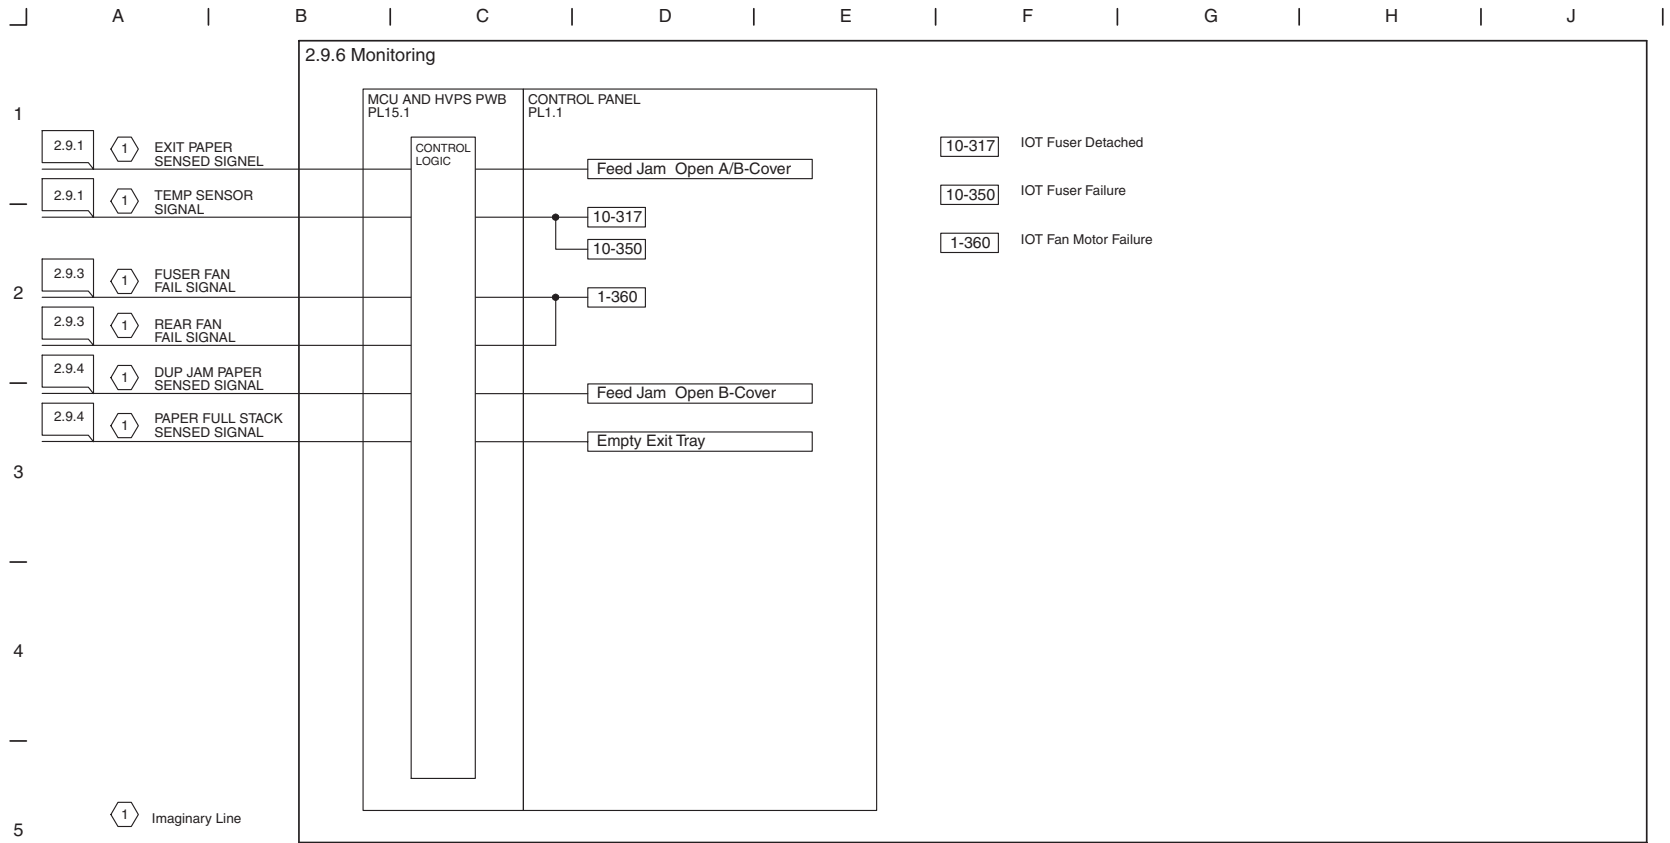 A B C D E F G H J
2.9.6 Monitoring
1
MCU AND HVPS PWB
PL15.1
CONTROL PANEL
PL1.1
2.9.1
1
EXIT PAPER
SENSED SIGNEL
CONTROL
LOGIC
Feed Jam Open A/B-Cover
10-317
IOT Fuser Detached
2.9.1
1
TEMP SENSOR
SIGNAL
10-317
10-350
10-350
IOT Fuser Failure
1-360
IOT Fan Motor Failure
2
2.9.3
1
FUSER FAN
FAIL SIGNAL
1-360
2.9.3
1
REAR FAN
FAIL SIGNAL
2.9.4
1
DUP JAM PAPER
SENSED SIGNAL
Feed Jam Open B-Cover
2.9.4
1
PAPER FULL STACK
SENSED SIGNAL
Empty Exit Tray
3
4
5
1
Imaginary Line